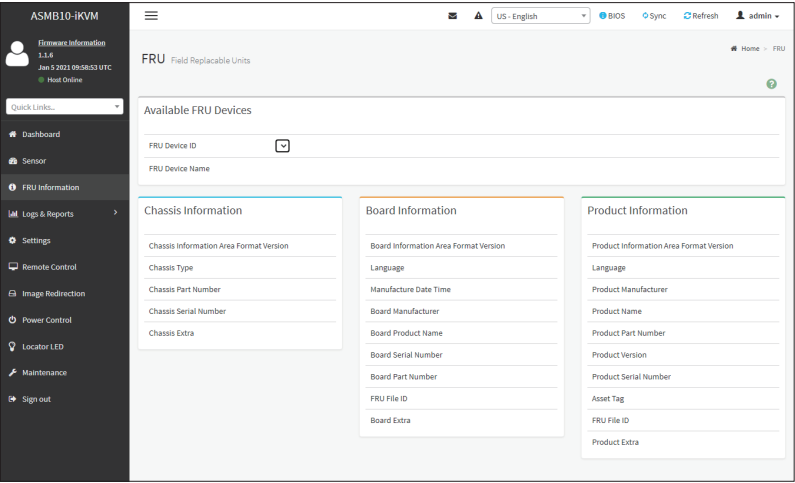 ASMB10-iKVM
Firmware Information
1.1.6
Jan 5 2021 09:58:53 UTC
Host Online
Quick Links..
Dashboard
Sensor
FRU Information
Logs & Reports
Settings
Remote Control
Image Redirection
Power Control
Locator LED
Maintenance
Sign out
US - English
BIOS
Sync
Refresh
admin
FRU Field Replacable Units
Home > FRU
Available FRU Devices
FRU Device ID
FRU Device Name
Chassis Information
Chassis Information Area Format Version
Chassis Type
Chassis Part Number
Chassis Serial Number
Chassis Extra
Board Information
Board Information Area Format Version
Language
Manufacture Date Time
Board Manufacturer
Board Product Name
Board Serial Number
Board Part Number
FRU File ID
Board Extra
Product Information
Product Information Area Format Version
Language
Product Manufacturer
Product Name
Product Part Number
Product Version
Product Serial Number
Asset Tag
FRU File ID
Product Extra